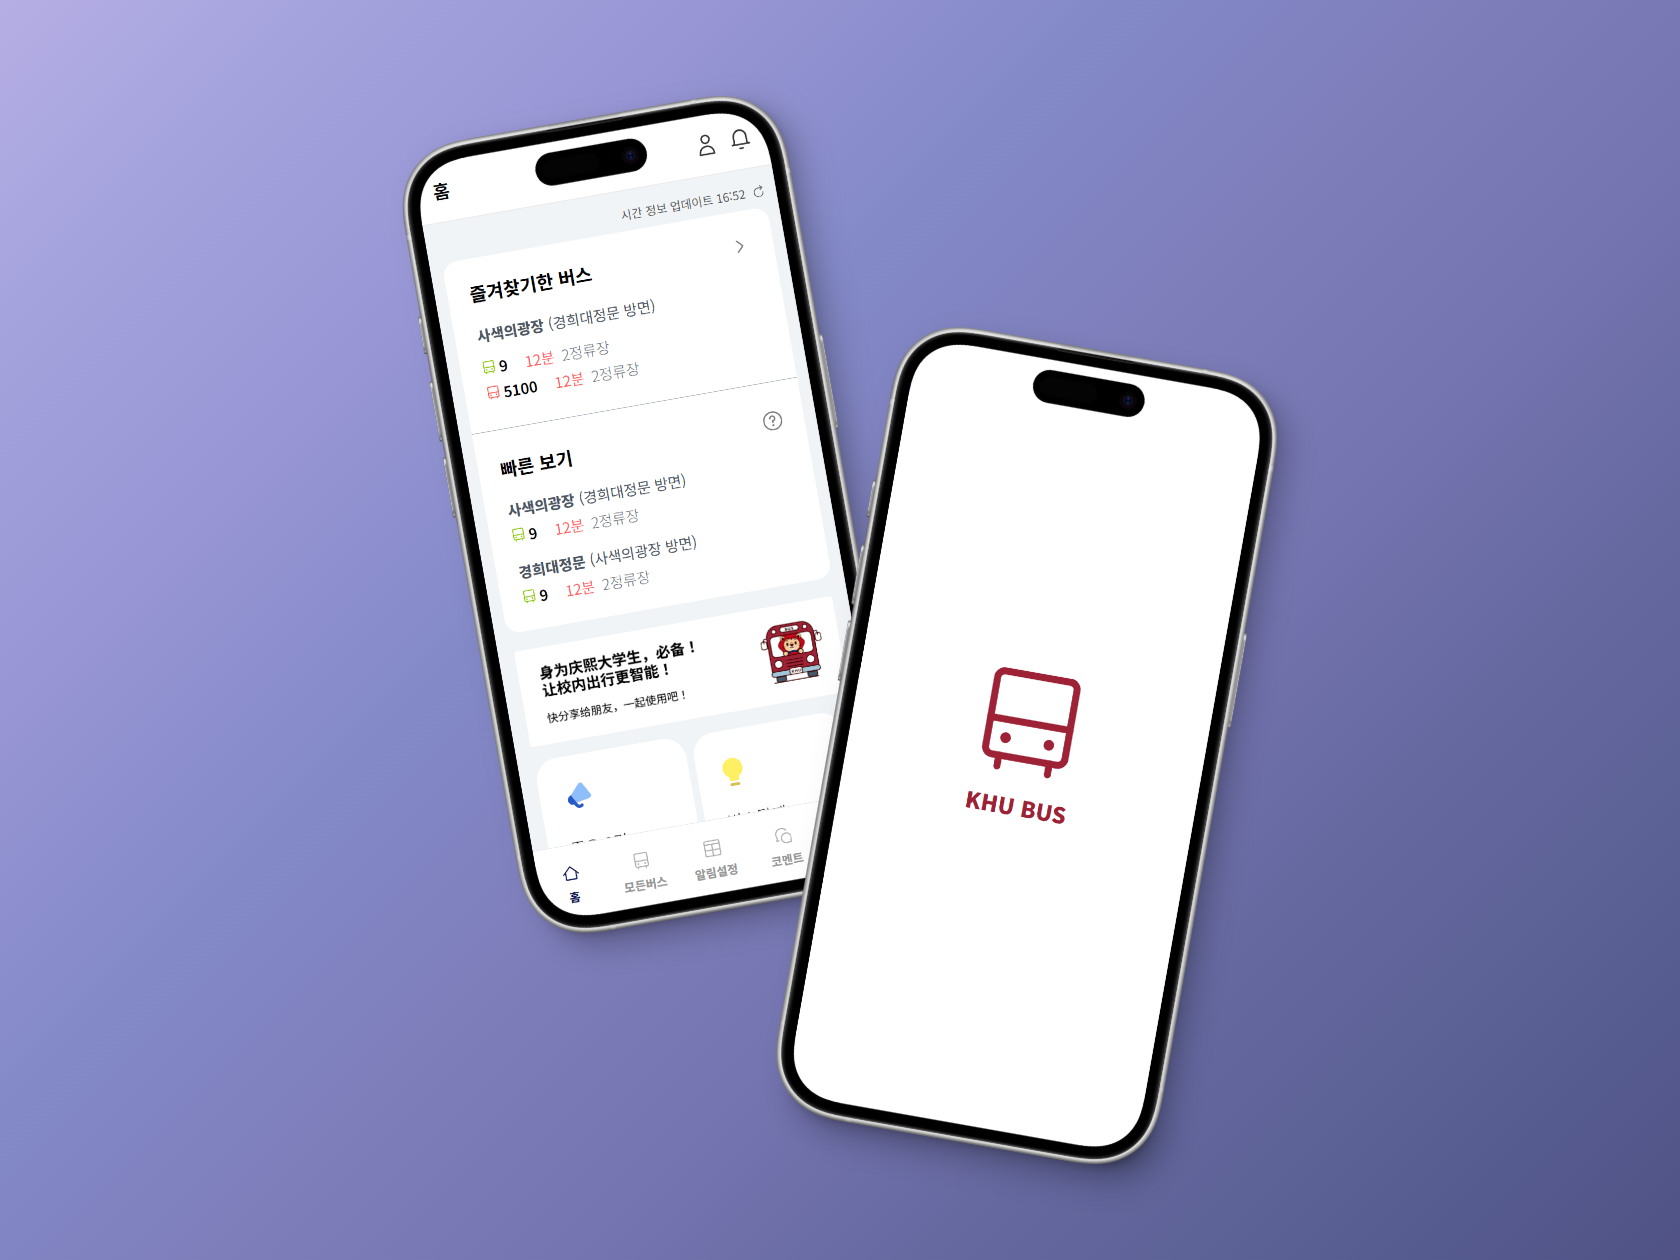 홈
시간 정보 업데이트 16:52
즐겨찾기한 버스
사색의광장 (경희대정문 방면)
9 12분 2정류장
5100 12분 2정류장
빠른 보기
사색의광장 (경희대정문 방면)
9 12분 2정류장
경희대정문 (사색의광장 방면)
9 12분 2정류장
身为庆熙大学生，必备！
让校内出行更智能！
快分享给朋友，一起使用吧！
홈
모든버스
알림설정
코멘트
KHU BUS